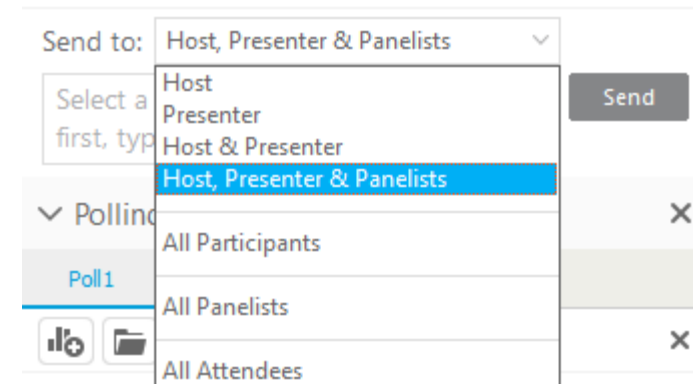 Send to: Host, Presenter & Panelists
Host
Select a
Send
Presenter
first, typ
Host & Presenter
Host, Presenter & Panelists
Pollin
All Participants
Poll1
All Panelists
All Attendees